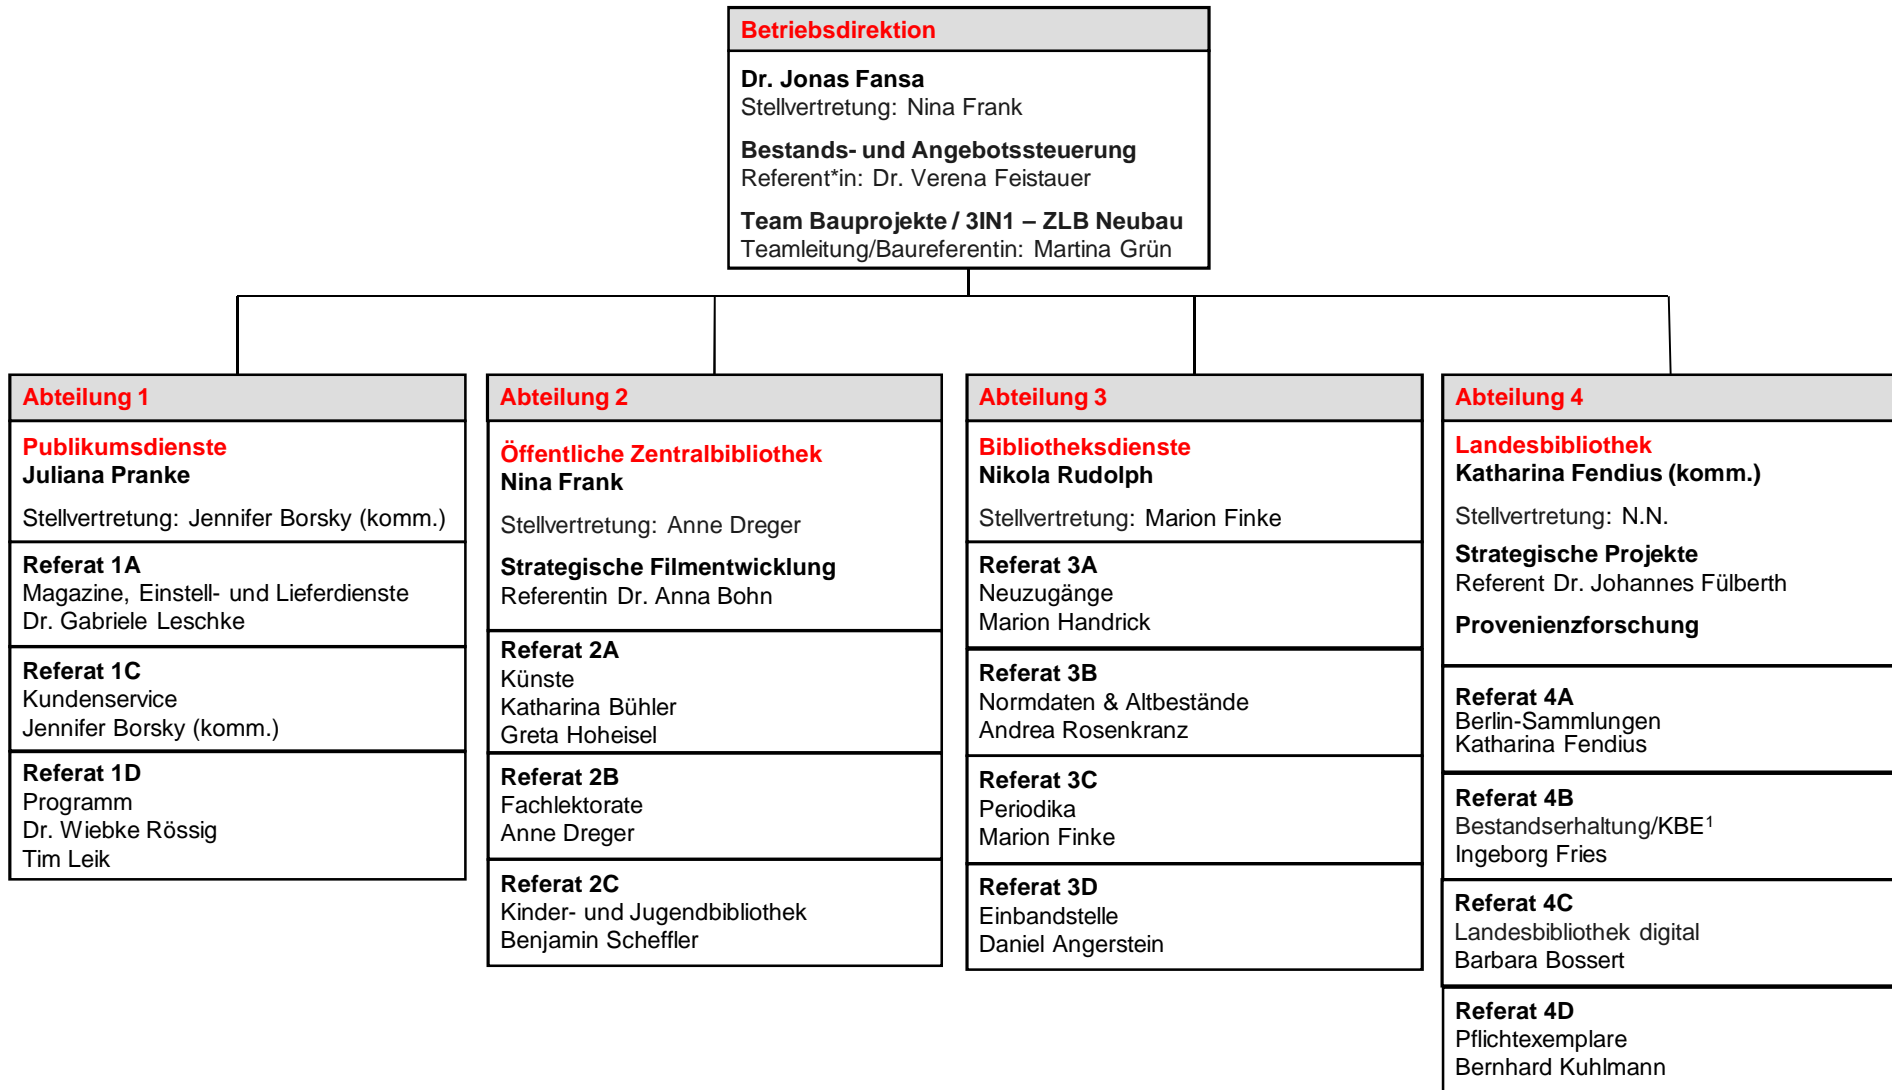 Betriebsdirektion
Dr. Jonas Fansa
Stellvertretung: Nina Frank
Bestands- und Angebotssteuerung
Referent*in: Dr. Verena Feistauer
Team Bauprojekte / 3IN1 – ZLB Neubau
Teamleitung/Baureferentin: Martina Grün
Abteilung 1
Publikumsdienste
Juliana Pranke
Stellvertretung: Jennifer Borsky (komm.)
Referat 1A
Magazine, Einstell- und Lieferdienste
Dr. Gabriele Leschke
Referat 1C
Kundenservice
Jennifer Borsky (komm.)
Referat 1D
Programm
Dr. Wiebke Rössig
Tim Leik
Abteilung 2
Öffentliche Zentralbibliothek
Nina Frank
Stellvertretung: Anne Dreger
Strategische Filmentwicklung
Referentin Dr. Anna Bohn
Referat 2A
Künste
Katharina Bühler
Greta Hoheisel
Referat 2B
Fachlektorate
Anne Dreger
Referat 2C
Kinder- und Jugendbibliothek
Benjamin Scheffler
Abteilung 3
Bibliotheksdienste
Nikola Rudolph
Stellvertretung: Marion Finke
Referat 3A
Neuzugänge
Marion Handrick
Referat 3B
Normdaten & Altbestände
Andrea Rosenkranz
Referat 3C
Periodika
Marion Finke
Referat 3D
Einbandstelle
Daniel Angerstein
Abteilung 4
Landesbibliothek
Katharina Fendius (komm.)
Stellvertretung: N.N.
Strategische Projekte
Referent Dr. Johannes Fülberth
Provenienzforschung
Referat 4A
Berlin-Sammlungen
Katharina Fendius
Referat 4B
Bestandserhaltung/KBE¹
Ingeborg Fries
Referat 4C
Landesbibliothek digital
Barbara Bossert
Referat 4D
Pflichtexemplare
Bernhard Kuhlmann